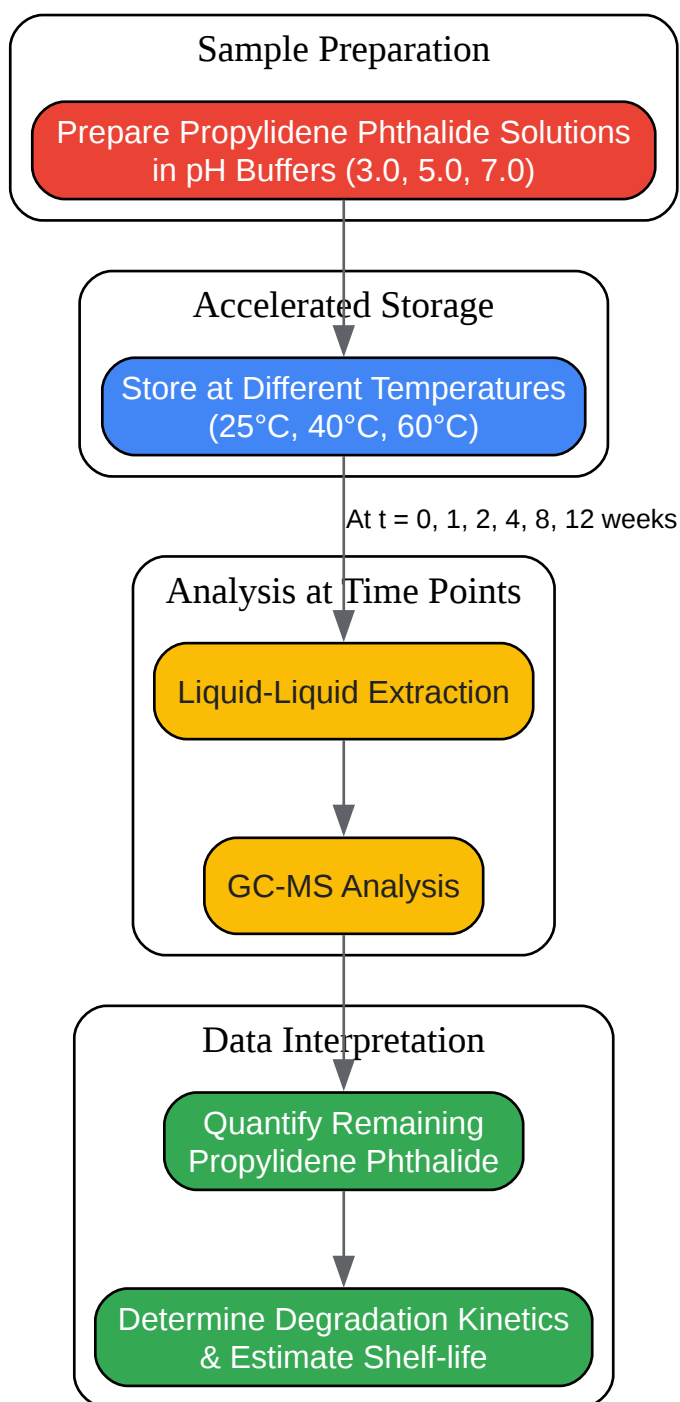 Sample Preparation
Prepare Propylidene Phthalide Solutions
in pH Buffers (3.0, 5.0, 7.0)
Accelerated Storage
Store at Different Temperatures
(25°C, 40°C, 60°C)
At t = 0, 1, 2, 4, 8, 12 weeks
Analysis at Time Points
Liquid-Liquid Extraction
GC-MS Analysis
Data Interpretation
Quantify Remaining
Propylidene Phthalide
Determine Degradation Kinetics
& Estimate Shelf-life